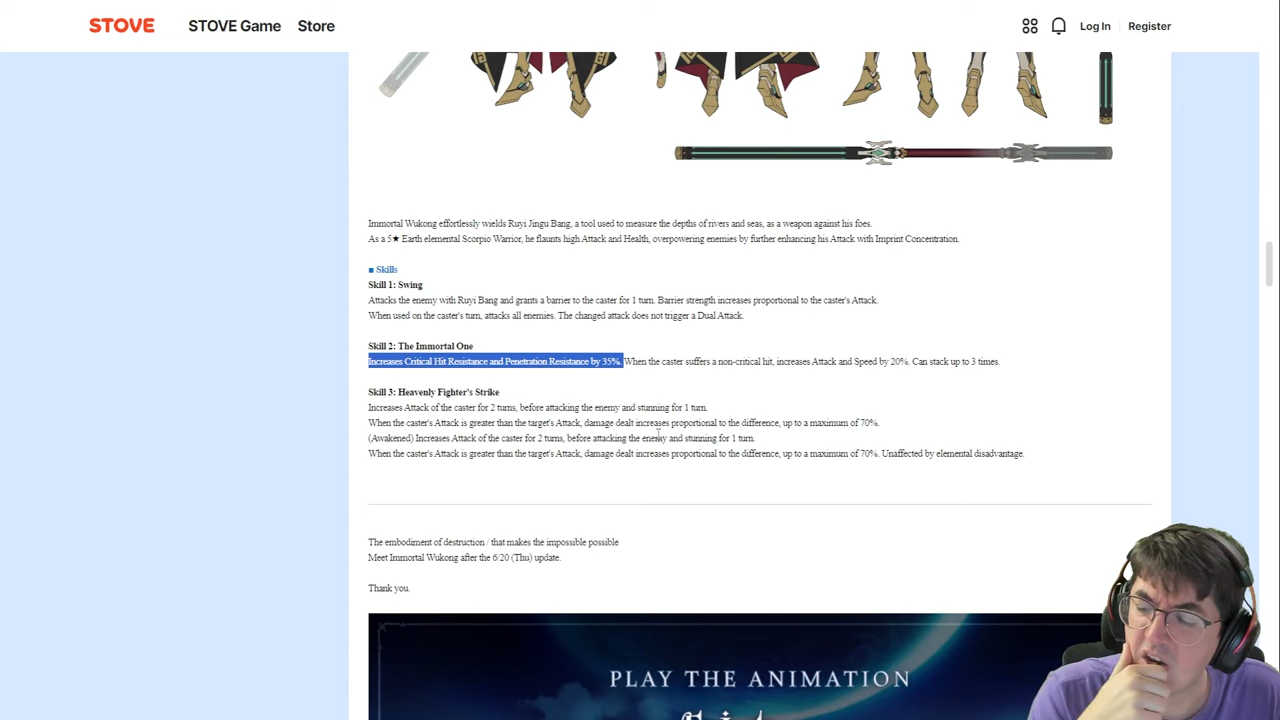 STOVE
STOVE Game
Store
Log In
Register
Immortal Wukong effortlessly wields Ruyi Jingu Bang, a tool used to measure the depths of rivers and seas, as a weapon against his foes.
As a 5★ Earth elemental Scorpio Warrior, he flaunts high Attack and Health, overpowering enemies by further enhancing his Attack with Imprint Concentration.
■ Skills
Skill 1: Swing
Attacks the enemy with Ruyi Bang and grants a barrier to the caster for 1 turn. Barrier strength increases proportional to the caster's Attack.
When used on the caster's turn, attacks all enemies. The changed attack does not trigger a Dual Attack.
Skill 2: The Immortal One
Increases Critical Hit Resistance and Penetration Resistance by 35%. When the caster suffers a non-critical hit, increases Attack and Speed by 20%. Can stack up to 3 times.
Skill 3: Heavenly Fighter's Strike
Increases Attack of the caster for 2 turns, before attacking the enemy and stunning for 1 turn.
When the caster's Attack is greater than the target's Attack, damage dealt increases proportional to the difference, up to a maximum of 70%.
(Awakened) Increases Attack of the caster for 2 turns, before attacking the enemy and stunning for 1 turn.
When the caster's Attack is greater than the target's Attack, damage dealt increases proportional to the difference, up to a maximum of 70%. Unaffected by elemental disadvantage.
The embodiment of destruction / that makes the impossible possible
Meet Immortal Wukong after the 6/20 (Thu) update.
Thank you.
PLAY THE ANIMATION